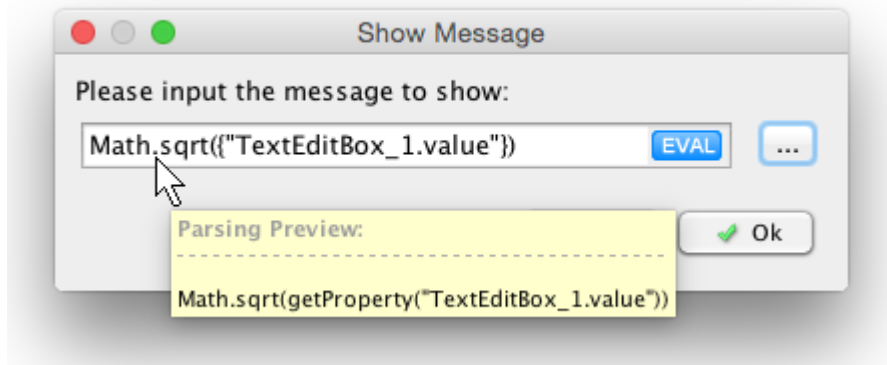 Show Message
Please input the message to show:
Math.sqrt({"TextEditBox_1.value"})
EVAL
...
Parsing Preview:
Ok
Math.sqrt(getProperty("TextEditBox_1.value"))